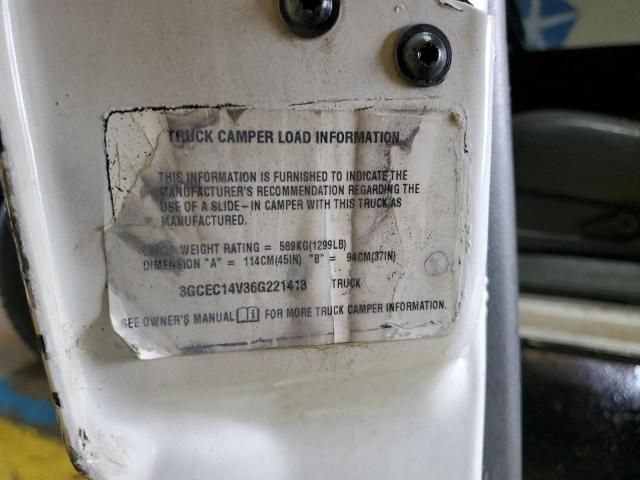 TRUCK CAMPER LOAD INFORMATION
THIS INFORMATION IS FURNISHED TO INDICATE THE
MANUFACTURER'S RECOMMENDATION REGARDING THE
USE OF A SLIDE-IN CAMPER WITH THIS TRUCK AS
MANUFACTURED.
CARGO WEIGHT RATING = 589KG(1299LB)
DIMENSION "A" = 114CM(45IN) "B" = 94CM(37IN)
3GCEC14V36G221413 TRUCK
SEE OWNER'S MANUAL FOR MORE TRUCK CAMPER INFORMATION.